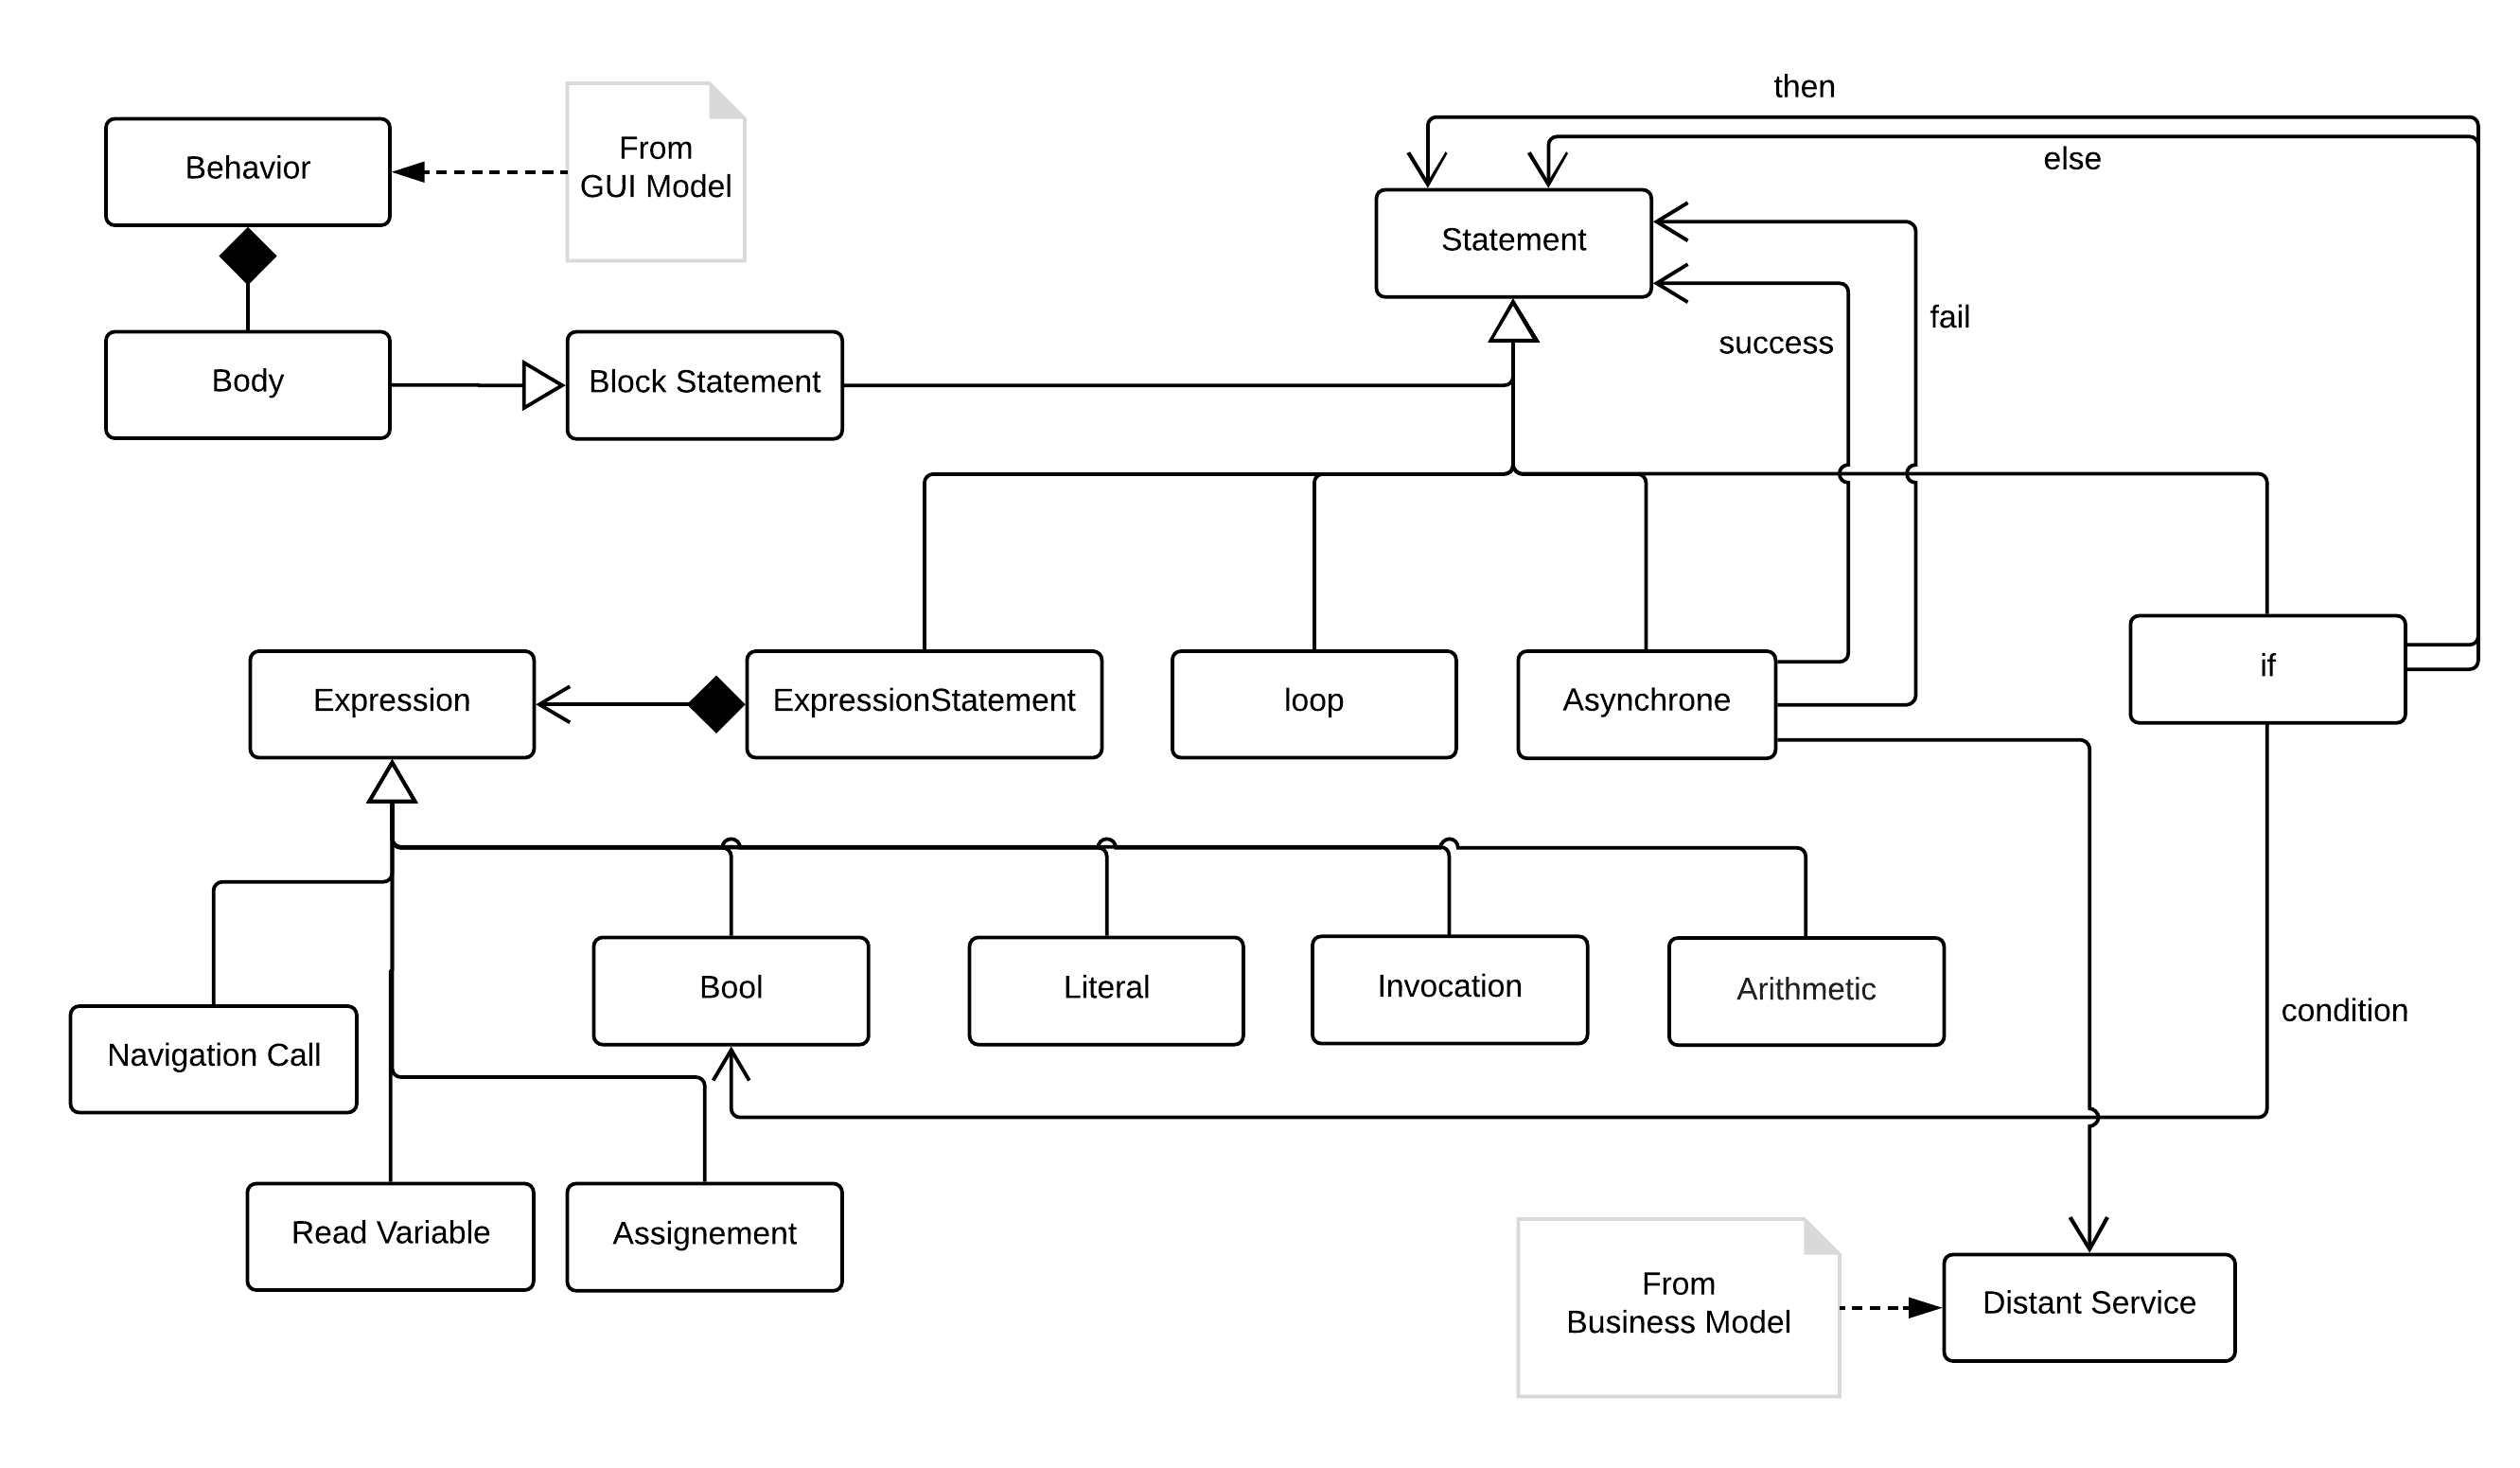 then
From
GUI Model
Behavior
else
Statement
fail
success
Body
Block Statement
if
Expression
ExpressionStatement
loop
Asynchrone
Bool
Literal
Invocation
Arithmetic
condition
Navigation Call
Read Variable
Assignement
From
Business Model
Distant Service